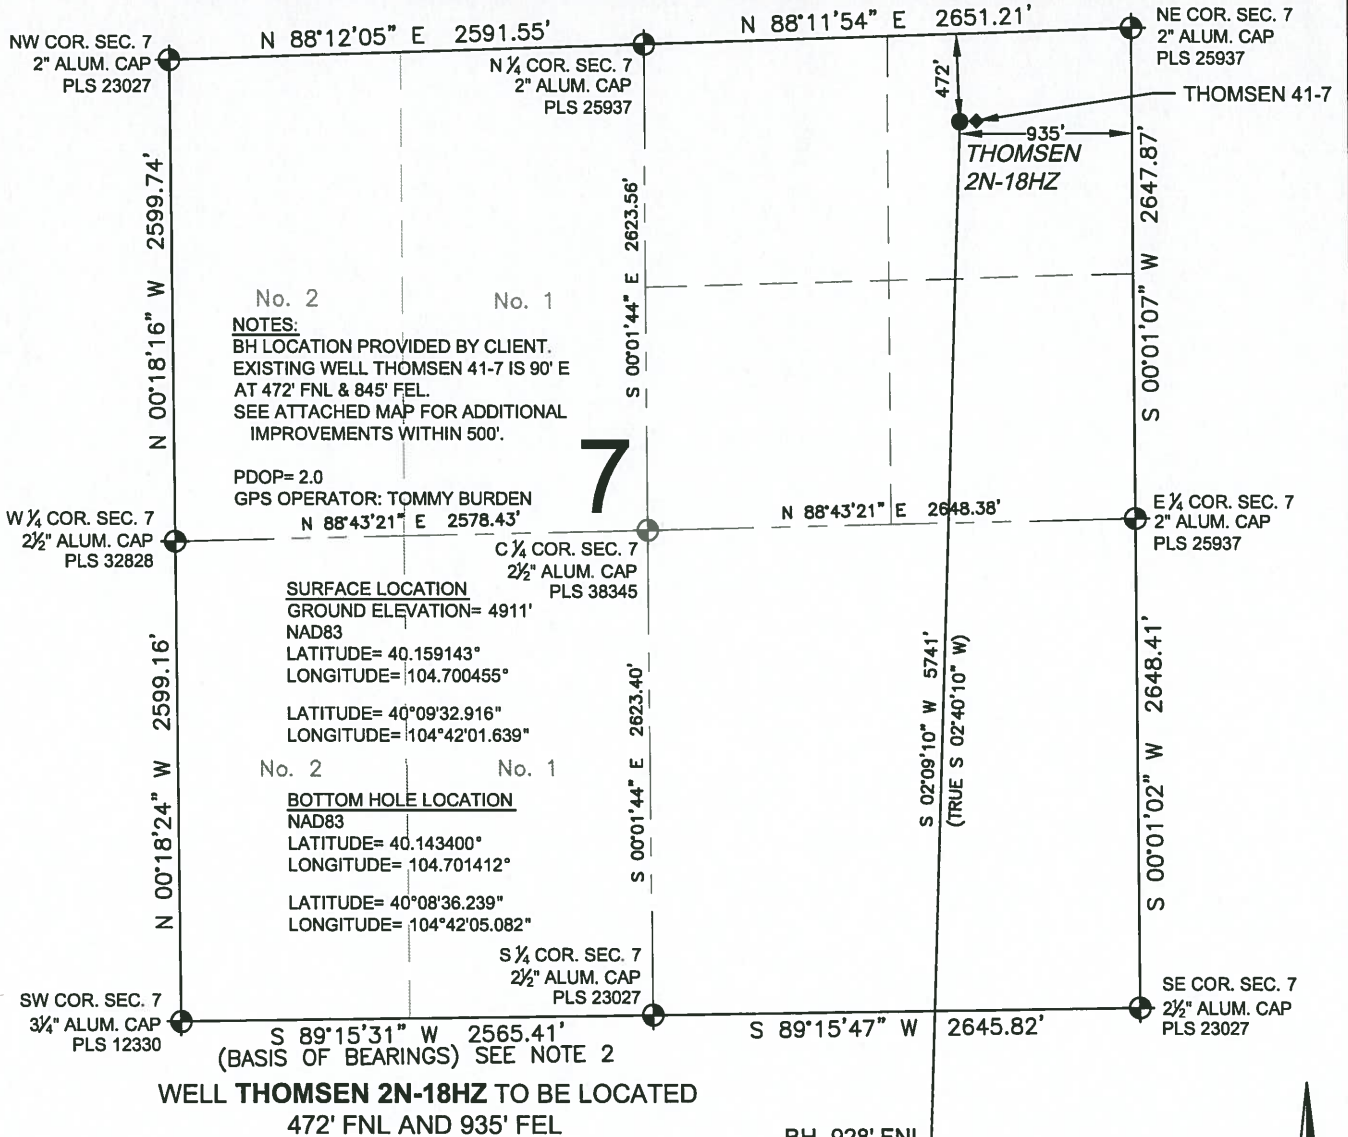 N 88°12'05" E 2591.55'
N 88°11'54" E 2651.21'
NW COR. SEC. 7
2" ALUM. CAP
PLS 23027
N ¼ COR. SEC. 7
2" ALUM. CAP
PLS 25937
NE COR. SEC. 7
2" ALUM. CAP
PLS 25937
472'
THOMSEN 41-7
935'
THOMSEN
2N-18HZ
N 00°18'16" W 2599.74'
S 00°01'44" E 2623.56'
S 00°01'07" W 2647.87'
No. 2
No. 1
NOTES:
BH LOCATION PROVIDED BY CLIENT.
EXISTING WELL THOMSEN 41-7 IS 90' E
AT 472' FNL & 845' FEL.
SEE ATTACHED MAP FOR ADDITIONAL
IMPROVEMENTS WITHIN 500'.
7
PDOP= 2.0
GPS OPERATOR: TOMMY BURDEN
N 88°43'21" E 2578.43'
N 88°43'21" E 2648.38'
W ¼ COR. SEC. 7
2½" ALUM. CAP
PLS 32828
C ¼ COR. SEC. 7
2½" ALUM. CAP
PLS 38345
E ¼ COR. SEC. 7
2" ALUM. CAP
PLS 25937
SURFACE LOCATION
GROUND ELEVATION= 4911'
NAD83
LATITUDE= 40.159143°
LONGITUDE= 104.700455°
LATITUDE= 40°09'32.916"
LONGITUDE= 104°42'01.639"
N 00°18'24" W 2599.16'
S 00°01'44" E 2623.40'
S 02°09'10" W 5741'
(TRUE S 02°40'10" W)
S 00°01'02" W 2648.41'
No. 2
No. 1
BOTTOM HOLE LOCATION
NAD83
LATITUDE= 40.143400°
LONGITUDE= 104.701412°
LATITUDE= 40°08'36.239"
LONGITUDE= 104°42'05.082"
S ¼ COR. SEC. 7
2½" ALUM. CAP
PLS 23027
SW COR. SEC. 7
3¼" ALUM. CAP
PLS 12330
SE COR. SEC. 7
2½" ALUM. CAP
PLS 23027
S 89°15'31" W 2565.41'
(BASIS OF BEARINGS) SEE NOTE 2
S 89°15'47" W 2645.82'
WELL THOMSEN 2N-18HZ TO BE LOCATED
472' FNL AND 935' FEL
BH 928' FNL